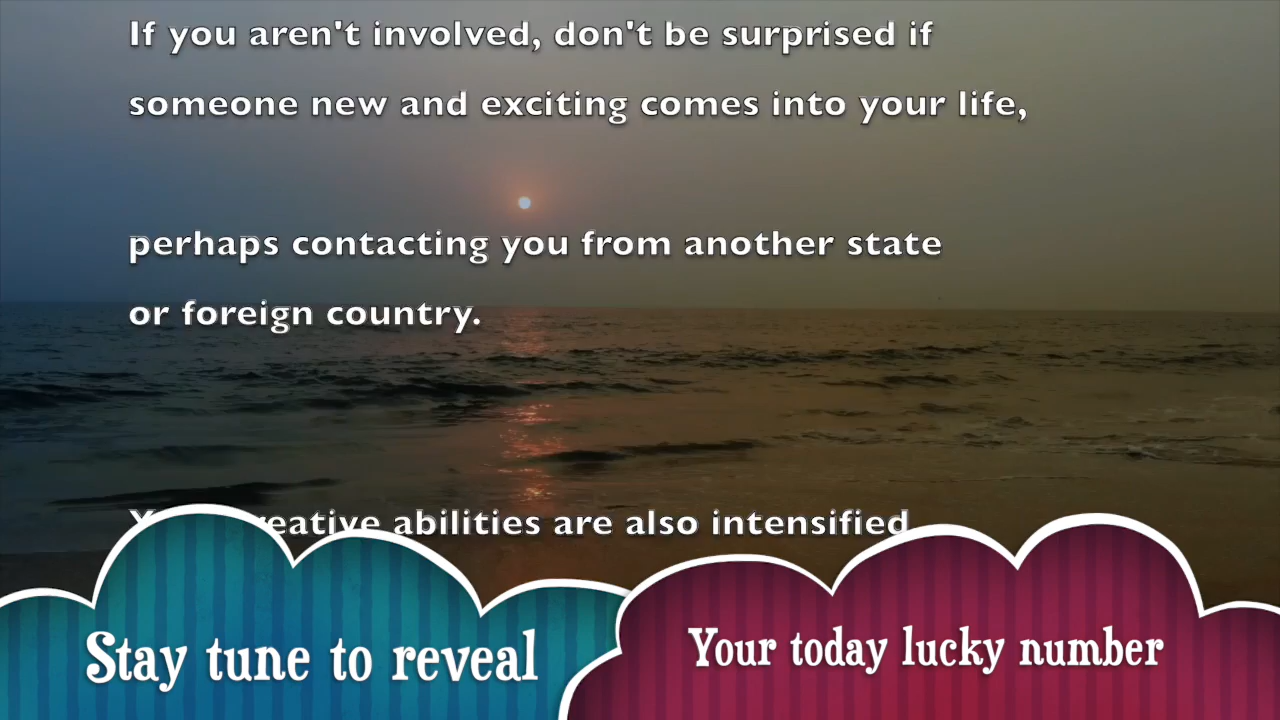 If you aren't involved, don't be surprised if
someone new and exciting comes into your life,
perhaps contacting you from another state
or foreign country.
creative abilities are also intensified
Stay tune to reveal
Your today lucky number